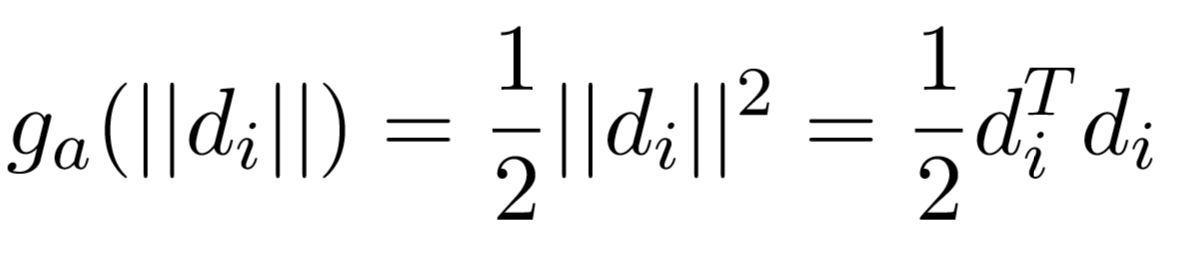 g_a(||d_i||) = \frac{1}{2}||d_i||^2 = \frac{1}{2}d_i^T d_i